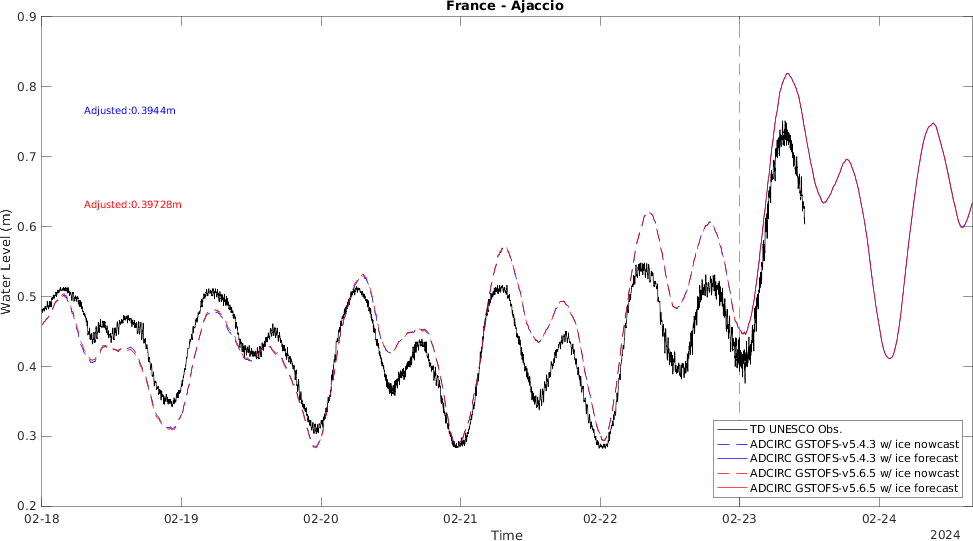 France - Ajaccio
0.9
0.8
0.7
0.6
0.5
0.4
0.3
0.2
Water Level (m)
Adjusted:0.3944m
Adjusted:0.39728m
TD UNESCO Obs.
ADCIRC GSTOFS-v5.4.3 w/ ice nowcast
ADCIRC GSTOFS-v5.4.3 w/ ice forecast
ADCIRC GSTOFS-v5.6.5 w/ ice nowcast
ADCIRC GSTOFS-v5.6.5 w/ ice forecast
02-18 02-19 02-20 02-21 02-22 02-23 02-24
Time
2024